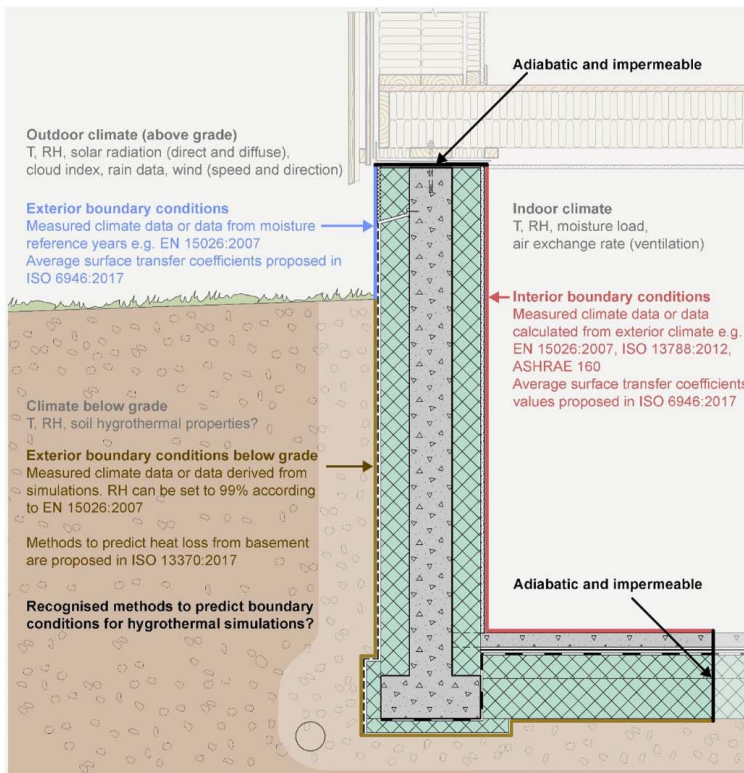 Adiabatic and impermeable
Outdoor climate (above grade)
T, RH, solar radiation (direct and diffuse),
cloud index, rain data, wind (speed and direction)
Exterior boundary conditions
Measured climate data or data from moisture
reference years e.g. EN 15026:2007
Average surface transfer coefficients proposed in
ISO 6946:2017
Indoor climate
T, RH, moisture load,
air exchange rate (ventilation)
Interior boundary conditions
Measured climate data or data
calculated from exterior climate e.g.
EN 15026:2007, ISO 13788:2012,
ASHRAE 160
Average surface transfer coefficients
values proposed in ISO 6946:2017
Climate below grade
T, RH, soil hygrothermal properties?
Exterior boundary conditions below grade
Measured climate data or data derived from
simulations. RH can be set to 99% according
to EN 15026:2007
Methods to predict heat loss from basement
are proposed in ISO 13370:2017
Recognised methods to predict boundary
conditions for hygrothermal simulations?
Adiabatic and impermeable